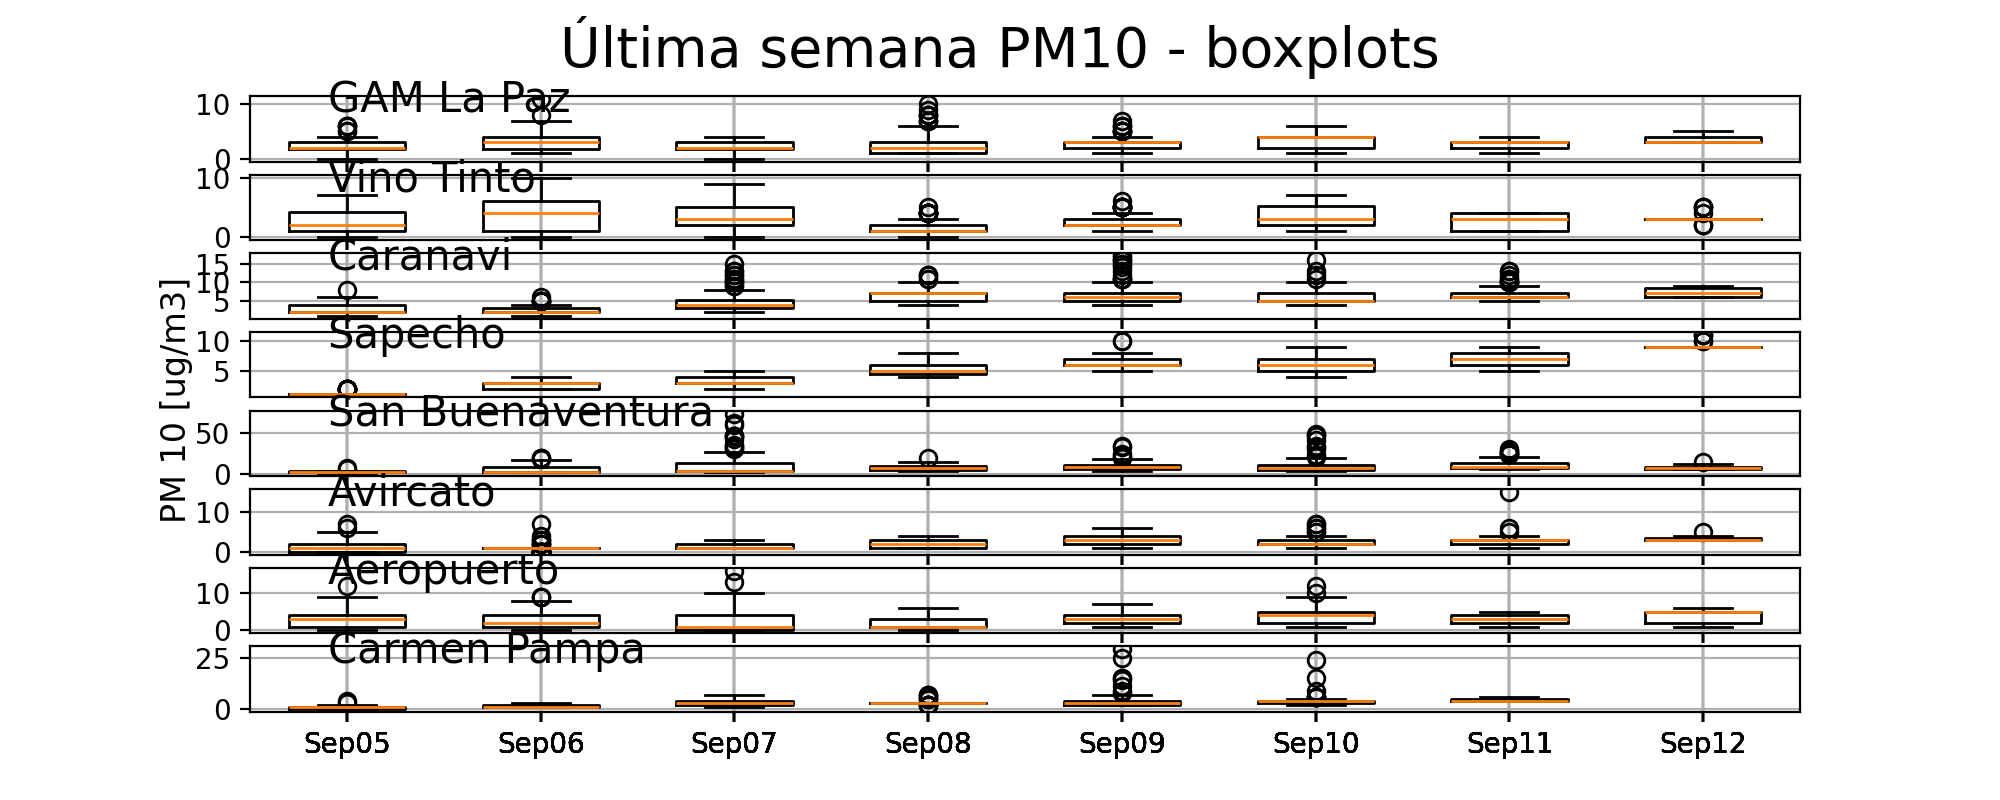 Última semana PM10 - boxplots
GAM La Paz
10
0
Vino Tinto
10
0
Caranavi
15
10
5
Sapecho
10
5
San Buenaventura
50
0
Avircato
10
0
Aeropuerto
10
0
Carmen Pampa
25
0
PM 10 [ug/m3]
Sep05 Sep06 Sep07 Sep08 Sep09 Sep10 Sep11 Sep12